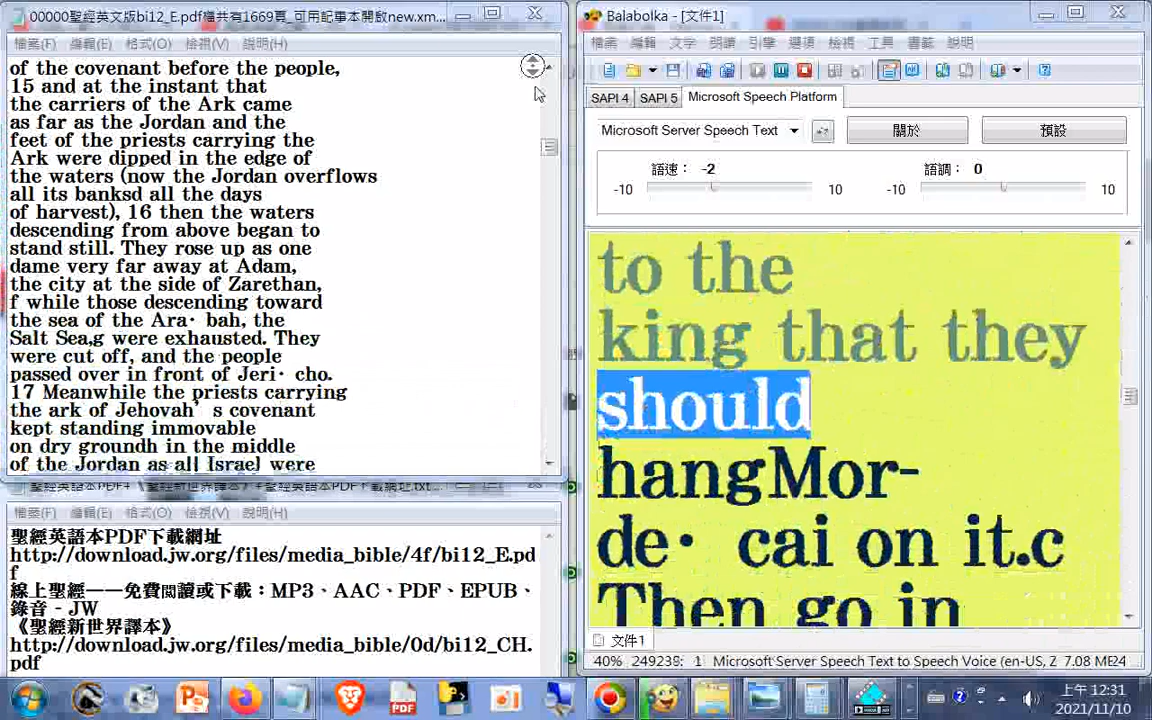 00000聖經英文版bi12_E.pdf檔共有1669頁_可用記事本開啟new.xm...
檔案(F) 編輯(E) 格式(O) 檢視(V) 說明(H)
of the covenant before the people,
15 and at the instant that
the carriers of the Ark came
as far as the Jordan and the
feet of the priests carrying the
Ark were dipped in the edge of
the waters (now the Jordan overflows
all its banksd all the days
of harvest), 16 then the waters
descending from above began to
stand still. They rose up as one
dame very far away at Adam,
the city at the side of Zarethan,
f while those descending toward
the sea of the Ara· bah, the
Salt Sea,g were exhausted. They
were cut off, and the people
passed over in front of Jeri· cho.
17 Meanwhile the priests carrying
the ark of Jehovah’s covenant
kept standing immovable
on dry groundh in the middle
of the Jordan as all Israel were
檔案(F) 編輯(E) 格式(O) 檢視(V) 說明(H)
聖經英語本PDF下載網址
http://download.jw.org/files/media_bible/4f/bi12_E.pd
f
線上聖經——免費閱讀或下載：MP3、AAC、PDF、EPUB、
錄音 - JW
《聖經新世界譯本》
http://download.jw.org/files/media_bible/0d/bi12_CH.
pdf
Balabolka - [文件1]
檔案 編輯 文字 朗讀 引擎 選項 檢視 工具 書籤 說明
SAPI 4 SAPI 5 Microsoft Speech Platform
Microsoft Server Speech Text 關於 預設
語速： -2 語調： 0
-10 10 -10 10
to the
king that they
should
hangMor-
de· cai on it.c
Then go in
文件1
40% 249238: 1 Microsoft Server Speech Text to Speech Voice (en-US, Z 7.08 ME24
上午 12:31
2021/11/10